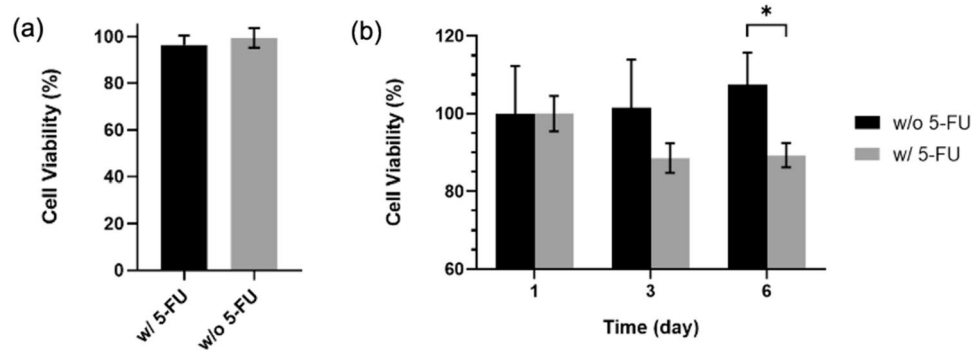 (a)
Cell Viability (%)
100
80
60
40
20
0
w/ 5-FU
w/o 5-FU
(b)
Cell Viability (%)
120
100
80
60
*
1
3
6
Time (day)
w/o 5-FU
w/ 5-FU